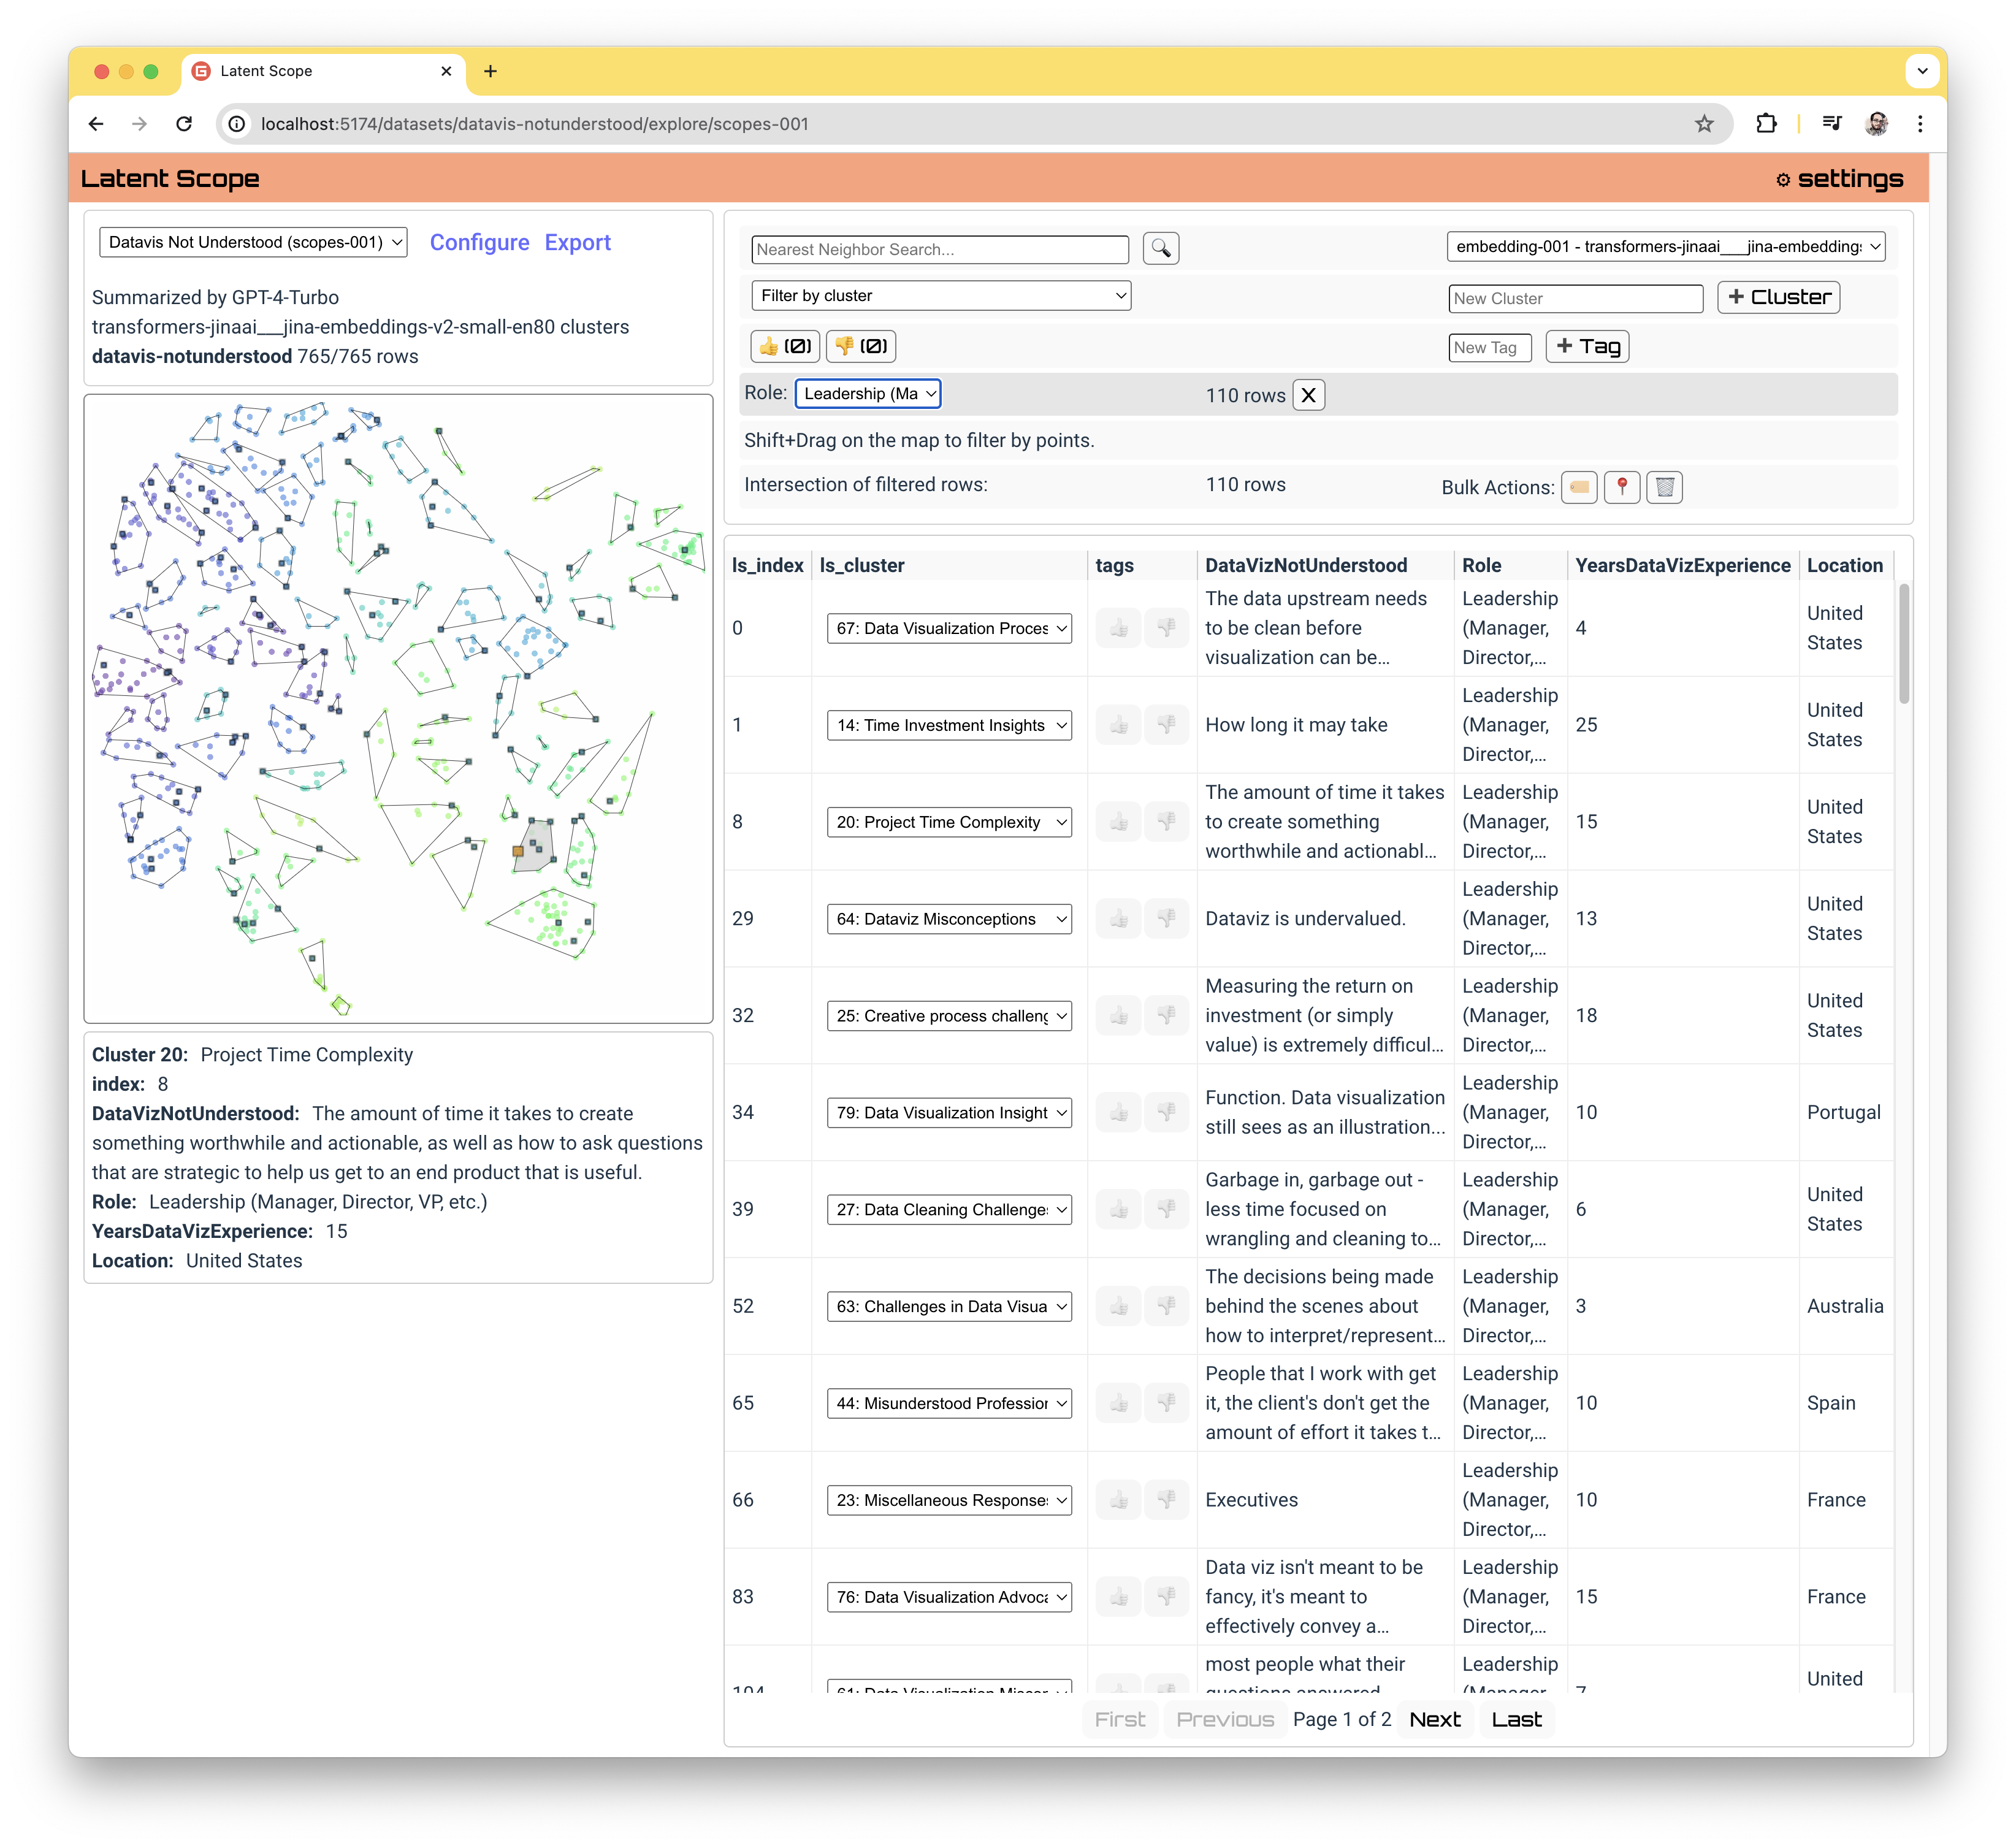 Latent Scope
localhost:5174/datasets/datavis-notunderstood/explore/scopes-001
Latent Scope
⚙ settings
Datavis Not Understood (scopes-001)
Configure Export
Summarized by GPT-4-Turbo
transformers-jinaai___jina-embeddings-v2-small-en80 clusters
datavis-notunderstood 765/765 rows
Cluster 20: Project Time Complexity
index: 8
DataVizNotUnderstood: The amount of time it takes to create
something worthwhile and actionable, as well as how to ask questions
that are strategic to help us get to an end product that is useful.
Role: Leadership (Manager, Director, VP, etc.)
YearsDataVizExperience: 15
Location: United States
Nearest Neighbor Search...
embedding-001 - transformers-jinaai___jina-embedding
Filter by cluster
New Cluster
+ Cluster
👍 (0) 👎 (0)
New Tag
+ Tag
Role: Leadership (Ma
110 rows X
Shift+Drag on the map to filter by points.
Intersection of filtered rows:
110 rows
Bulk Actions:
ls_index ls_cluster tags DataVizNotUnderstood Role YearsDataVizExperience Location
0
67: Data Visualization Proces
The data upstream needs
to be clean before
visualization can be…
Leadership
(Manager,
Director,…
4
United
States
1
14: Time Investment Insights
How long it may take
Leadership
(Manager,
Director,…
25
United
States
8
20: Project Time Complexity
The amount of time it takes
to create something
worthwhile and actionabl…
Leadership
(Manager,
Director,…
15
United
States
29
64: Dataviz Misconceptions
Dataviz is undervalued.
Leadership
(Manager,
Director,…
13
United
States
32
25: Creative process challeng
Measuring the return on
investment (or simply
value) is extremely difficul…
Leadership
(Manager,
Director,…
18
United
States
34
79: Data Visualization Insight
Function. Data visualization
still sees as an illustration…
Leadership
(Manager,
Director,…
10
Portugal
39
27: Data Cleaning Challenge
Garbage in, garbage out -
less time focused on
wrangling and cleaning to…
Leadership
(Manager,
Director,…
6
United
States
52
63: Challenges in Data Visua
The decisions being made
behind the scenes about
how to interpret/represent…
Leadership
(Manager,
Director,…
3
Australia
65
44: Misunderstood Profession
People that I work with get
it, the client's don't get the
amount of effort it takes t…
Leadership
(Manager,
Director,…
10
Spain
66
23: Miscellaneous Response
Executives
Leadership
(Manager,
Director,…
10
France
83
76: Data Visualization Advoca
Data viz isn't meant to be
fancy, it's meant to
effectively convey a…
Leadership
(Manager,
Director,…
15
France
most people what their
Leadership
United
First Previous Page 1 of 2 Next Last